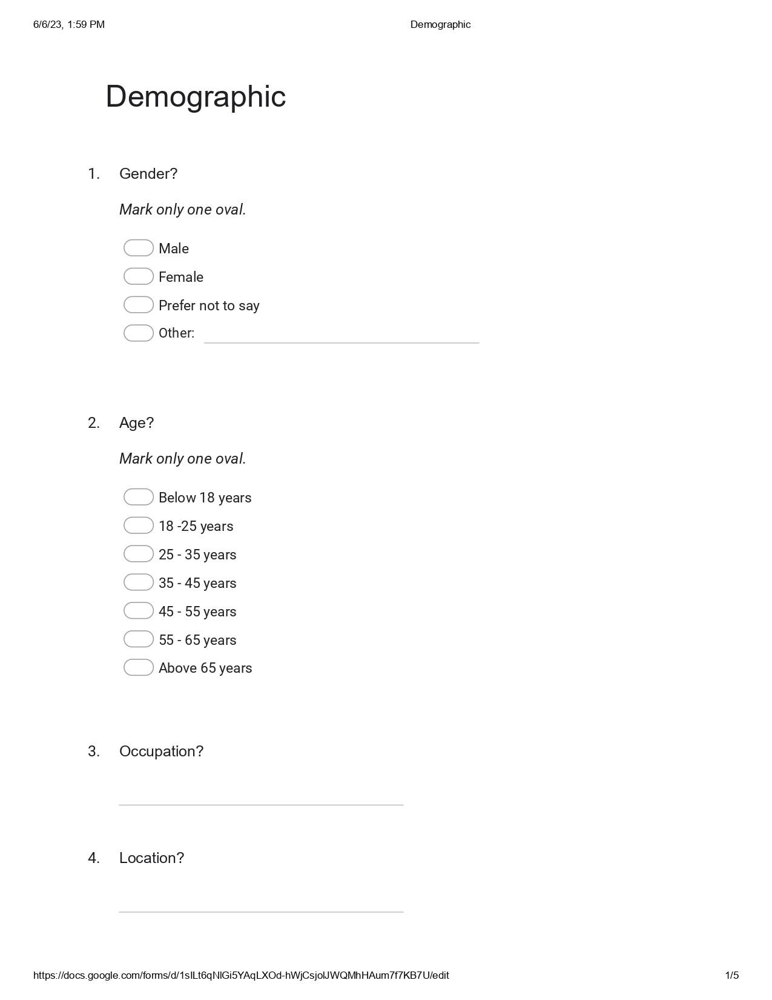 6/6/23, 1:59 PM
Demographic
Demographic
1. Gender?
Mark only one oval.
Male
Female
Prefer not to say
Other:
2. Age?
Mark only one oval.
Below 18 years
18 -25 years
25 - 35 years
35 - 45 years
45 - 55 years
55 - 65 years
Above 65 years
3. Occupation?
4. Location?
https://docs.google.com/forms/d/1sILt6qNlGi5YAqLXOd-hWjCsjolJWQMhHAum7f7KB7U/edit
1/5